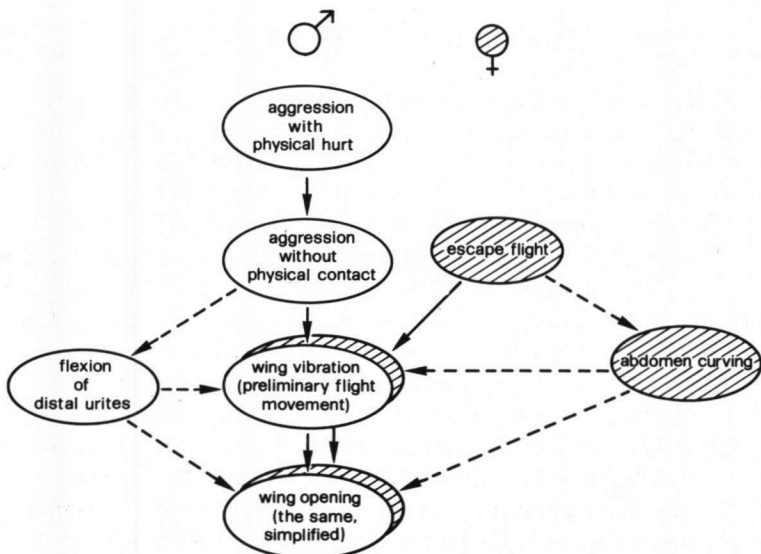 aggression
with
physical hurt
aggression
without
physical contact
escape flight
flexion
of
distal urites
wing vibration
(preliminary flight
movement)
abdomen curving
wing opening
(the same,
simplified)